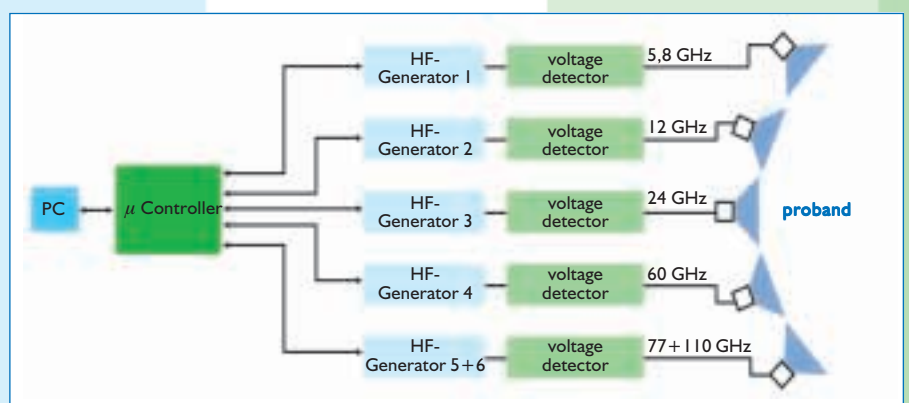 HF-
Generator 1
voltage
detector
5,8 GHz
HF-
Generator 2
voltage
detector
12 GHz
PC
μ Controller
HF-
Generator 3
voltage
detector
24 GHz
proband
HF-
Generator 4
voltage
detector
60 GHz
HF-
Generator 5+6
voltage
detector
77+110 GHz